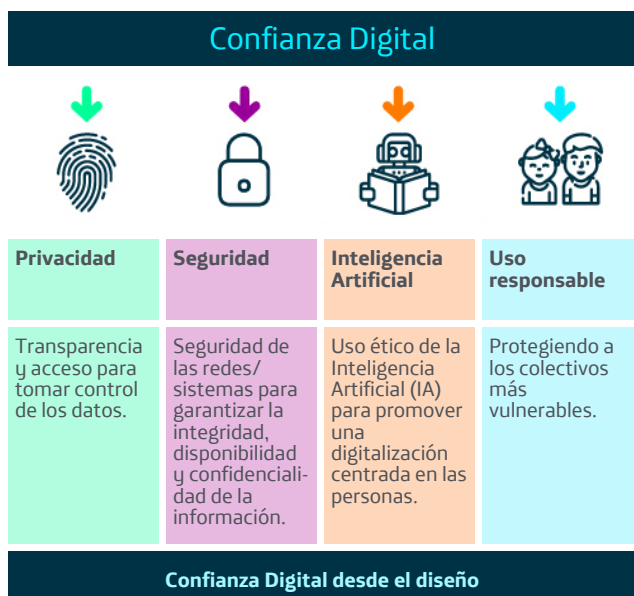 Confianza Digital
Privacidad
Seguridad
Inteligencia
Artificial
Uso
responsable
Transparencia
y acceso para
tomar control
de los datos.
Seguridad de
las redes/
sistemas para
garantizar la
integridad,
disponibilidad
y confidenciali-
dad de la
información.
Uso ético de la
Inteligencia
Artificial (IA)
para promover
una
digitalización
centrada en las
personas.
Protegiendo a
los colectivos
más
vulnerables.
Confianza Digital desde el diseño